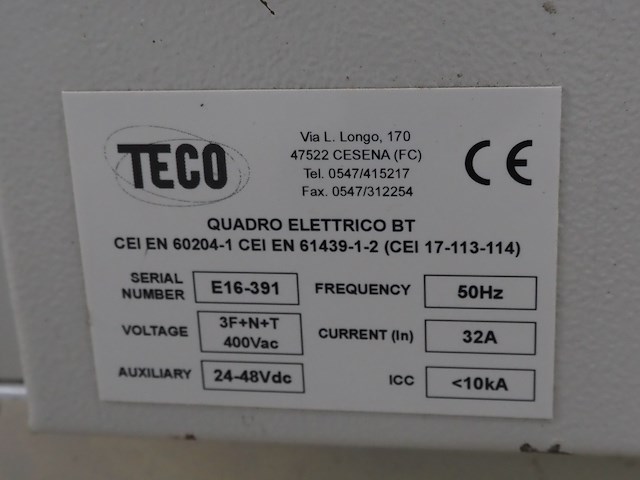 TECO
Via L. Longo, 170
47522 CESENA (FC)
Tel. 0547/415217
Fax. 0547/312254
CE
QUADRO ELETTRICO BT
CEI EN 60204-1 CEI EN 61439-1-2 (CEI 17-113-114)
SERIAL NUMBER E16-391 FREQUENCY 50Hz
VOLTAGE 3F+N+T 400Vac CURRENT (In) 32A
AUXILIARY 24-48Vdc ICC <10kA